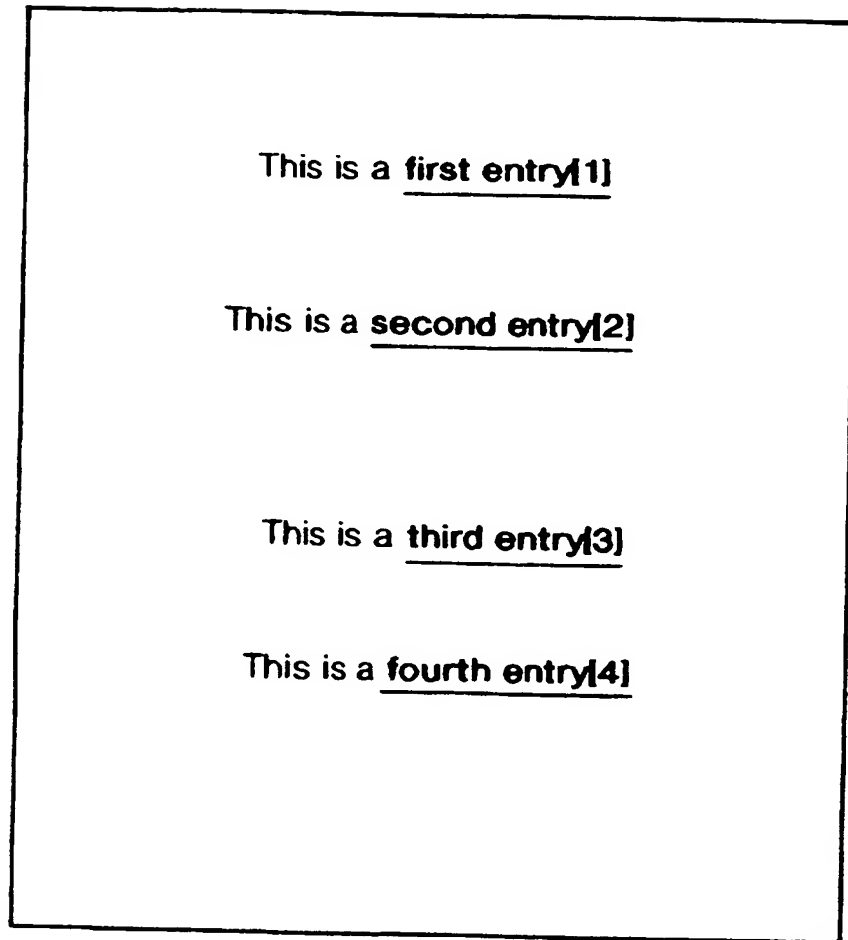 This is a first entry[1]
This is a second entry[2]
This is a third entry[3]
This is a fourth entry[4]